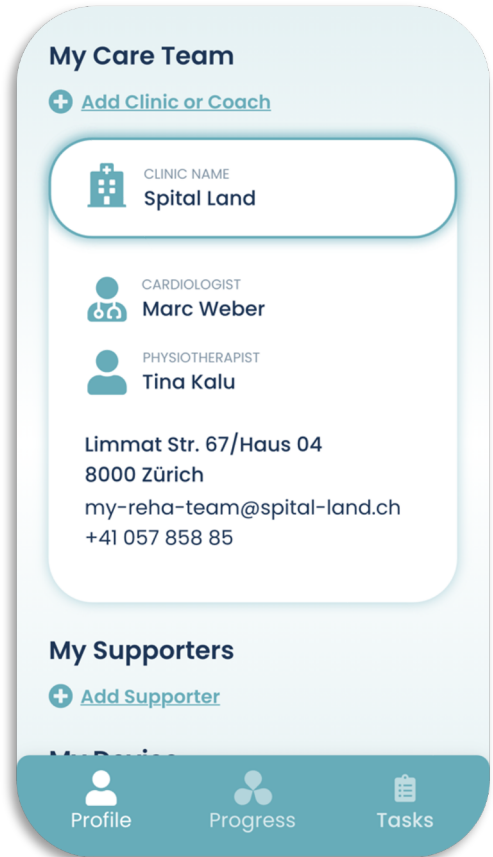 My Care Team
Add Clinic or Coach
CLINIC NAME
Spital Land
CARDIOLOGIST
Marc Weber
PHYSIOTHERAPIST
Tina Kalu
Limmat Str. 67/Haus 04
8000 Zürich
my-reha-team@spital-land.ch
+41 057 858 85
My Supporters
Add Supporter
My Device
Profile
Progress
Tasks